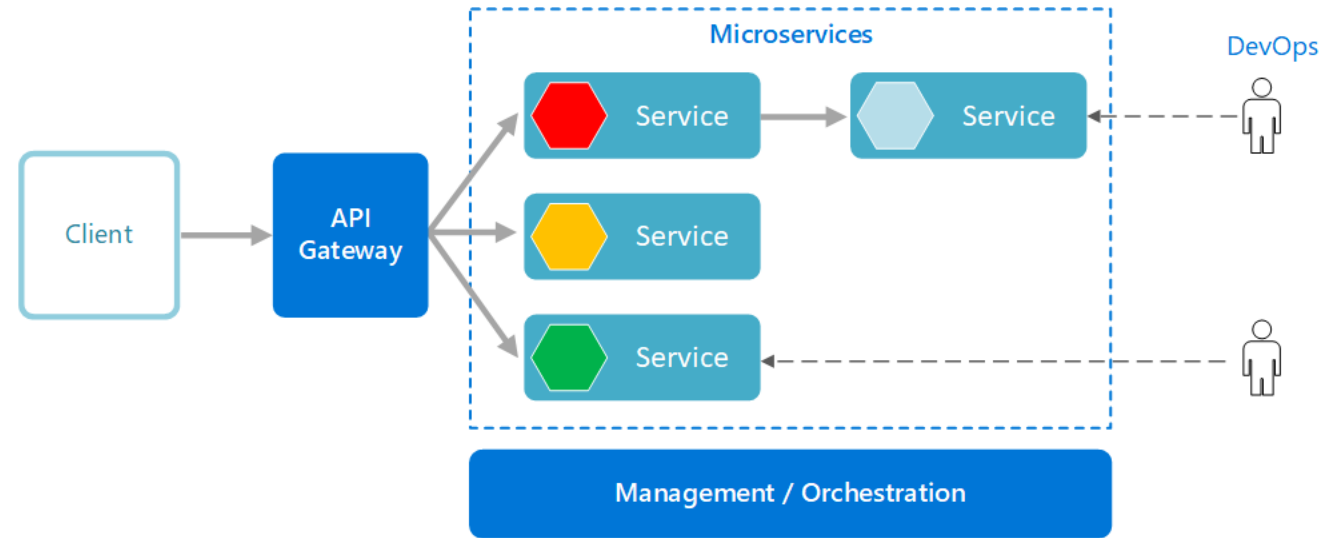 Microservices
DevOps
Service
Service
Client
API
Gateway
Service
Service
Management / Orchestration